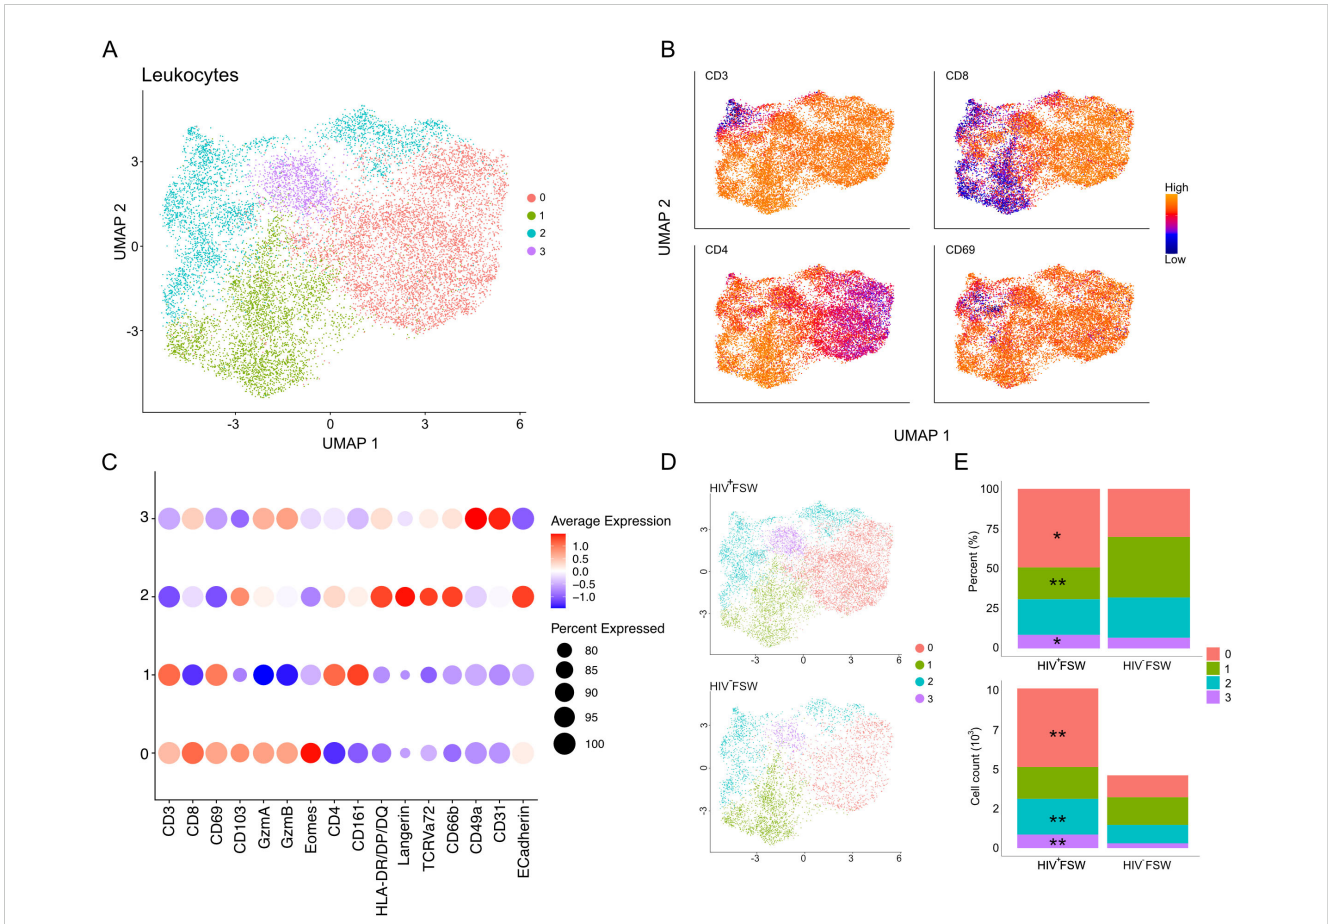 A
Leukocytes
3
0
-3
UMAP 2
-3
0
3
6
UMAP 1
0
1
2
3
B
CD3
CD8
CD4
CD69
UMAP 2
UMAP 1
High
Low
C
3
2
1
0
CD3
CD8
CD69
CD103
GzmA
GzmB
Eomes
CD4
CD161
HLA-DR/DP/DQ
Langerin
TCRVa72
CD66b
CD49a
CD31
ECadherin
Average Expression
1.0
0.5
0.0
−0.5
−1.0
Percent Expressed
80
85
90
95
100
D
HIV+FSW
3
0
-3
-3
0
3
6
HIV-FSW
3
0
-3
-3
0
3
6
0
1
2
3
E
100
75
50
25
0
Percent (%)
*
**
*
HIV+FSW
HIV-FSW
10
7
5
2
0
Cell count (10³)
**
**
**
HIV+FSW
HIV-FSW
0
1
2
3